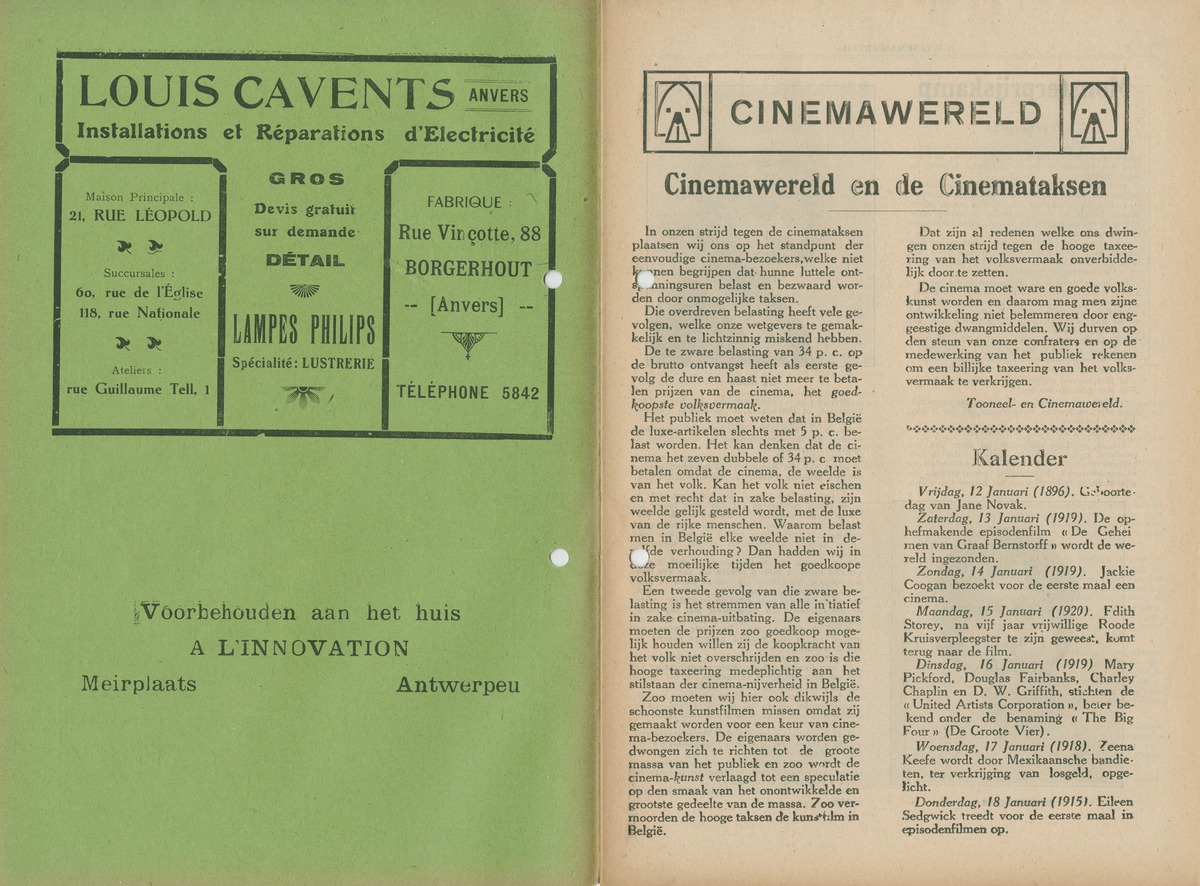 LOUIS CAVENTS ANVERS
Installations et Réparations d'Electricité
Maison Principale :
21, RUE LÉOPOLD
Succursales :
60, rue de l'Église
118, rue Nationale
Ateliers :
rue Guillaume Tell, 1
GROS
Devis gratuit
sur demande
DÉTAIL
LAMPES PHILIPS
Spécialité: LUSTRERIE
FABRIQUE :
Rue Vinçotte, 88
BORGERHOUT
-- [Anvers] --
TÉLÉPHONE 5842
Voorbehouden aan het huis
A L'INNOVATION
Meirplaats Antwerpeu
CINEMAWERELD
Cinemawereld en de Cinemataksen
In onzen strijd tegen de cinemataksen
plaatsen wij ons op het standpunt der
eenvoudige cinema-bezoekers,welke niet
kunnen begrijpen dat hunne luttele ont-
spanningsuren belast en bezwaard wor-
den door onmogelijke taksen.
Die overdreven belasting heeft vele ge-
volgen, welke onze wetgevers te gemak-
kelijk en te lichtzinnig miskend hebben.
De te zware belasting van 34 p. c. op
de brutto ontvangst heeft als eerste ge-
volg de dure en haast niet meer te beta-
len prijzen van de cinema, het goed-
koopste volksvermaak.
Het publiek moet weten dat in België
de luxe-artikelen slechts met 5 p. c. be-
last worden. Het kan denken dat de ci-
nema het zeven dubbele of 34 p. c moet
betalen omdat de cinema, de weelde is
van het volk. Kan het volk niet eischen
en met recht dat in zake belasting, zijn
weelde gelijk gesteld wordt, met de luxe
van de rijke menschen. Waarom belast
men in België elke weelde niet in de-
zelfde verhouding? Dan hadden wij in
deze moeilijke tijden het goedkoope
volksvermaak.
Een tweede gevolg van die zware be-
lasting is het stremmen van alle initiatief
in zake cinema-uitbating. De eigenaars
moeten de prijzen zoo goedkoop moge-
lijk houden willen zij de koopkracht van
het volk niet overschrijden en zoo is die
hooge taxeering medeplichtig aan het
stilstaan der cinema-nijverheid in België.
Zoo moeten wij hier ook dikwijls de
schoonste kunstfilmen missen omdat zij
gemaakt worden voor een keur van cine-
ma-bezoekers. De eigenaars worden ge-
dwongen zich te richten tot de groote
massa van het publiek en zoo wordt de
cinema-kunst verlaagd tot een speculatie
op den smaak van het onontwikkelde en
grootste gedeelte van de massa. Zoo ver-
moorden de hooge taksen de kunstfilm in
België.
Dat zijn al redenen welke ons dwin-
gen onzen strijd tegen de hooge taxee-
ring van het volksvermaak onverbidde-
lijk door te zetten.
De cinema moet ware en goede volks-
kunst worden en daarom mag men zijne
ontwikkeling niet belemmeren door eng-
geestige dwangmiddelen. Wij durven op
den steun van onze confraters en op de
medewerking van het publiek rekenen
om een billijke taxeering van het volks-
vermaak te verkrijgen.
Tooneel- en Cinemawereld.
Kalender
Vrijdag, 12 Januari (1896). Geboorte-
dag van Jane Novak.
Zaterdag, 13 Januari (1919). De op-
hefmakende episodenfilm « De Gehei
men van Graaf Bernstorff » wordt de we-
reld ingezonden.
Zondag, 14 Januari (1919). Jackie
Coogan bezoekt voor de eerste maal een
cinema.
Maandag, 15 Januari (1920). Edith
Storey, na vijf jaar vrijwillige Roode
Kruisverpleegster te zijn geweest, komt
terug naar de film.
Dinsdag, 16 Januari (1919) Mary
Pickford, Douglas Fairbanks, Charley
Chaplin en D. W. Griffith, stichten de
« United Artists Corporation », beter be-
kend onder de benaming « The Big
Four » (De Groote Vier).
Woensdag, 17 Januari (1918). Zeena
Keefe wordt door Mexikaansche bandie-
ten, ter verkrijging van losgeld, opge-
licht.
Donderdag, 18 Januari (1915). Eileen
Sedgwick treedt voor de eerste maal in
episodenfilmen op.